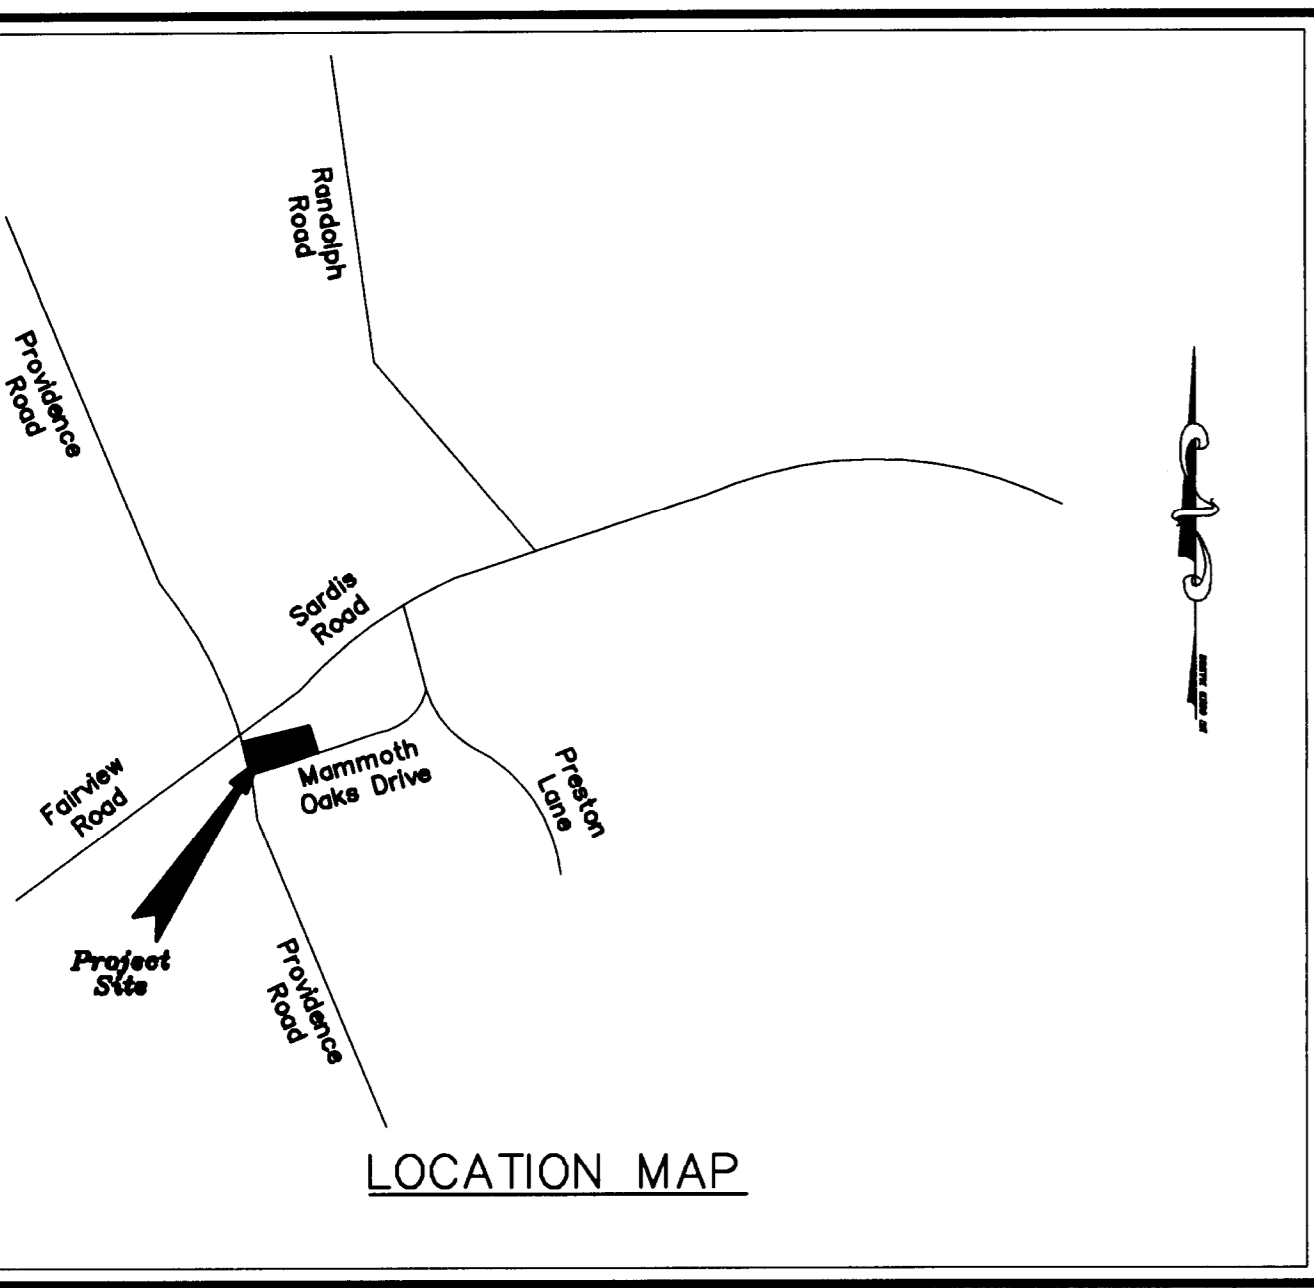 Randolph
Road
Providence
Road
Sardis
Road
Fairview
Road
Mammoth
Oaks Drive
Preston
Lane
Project
Site
Providence
Road
LOCATION MAP